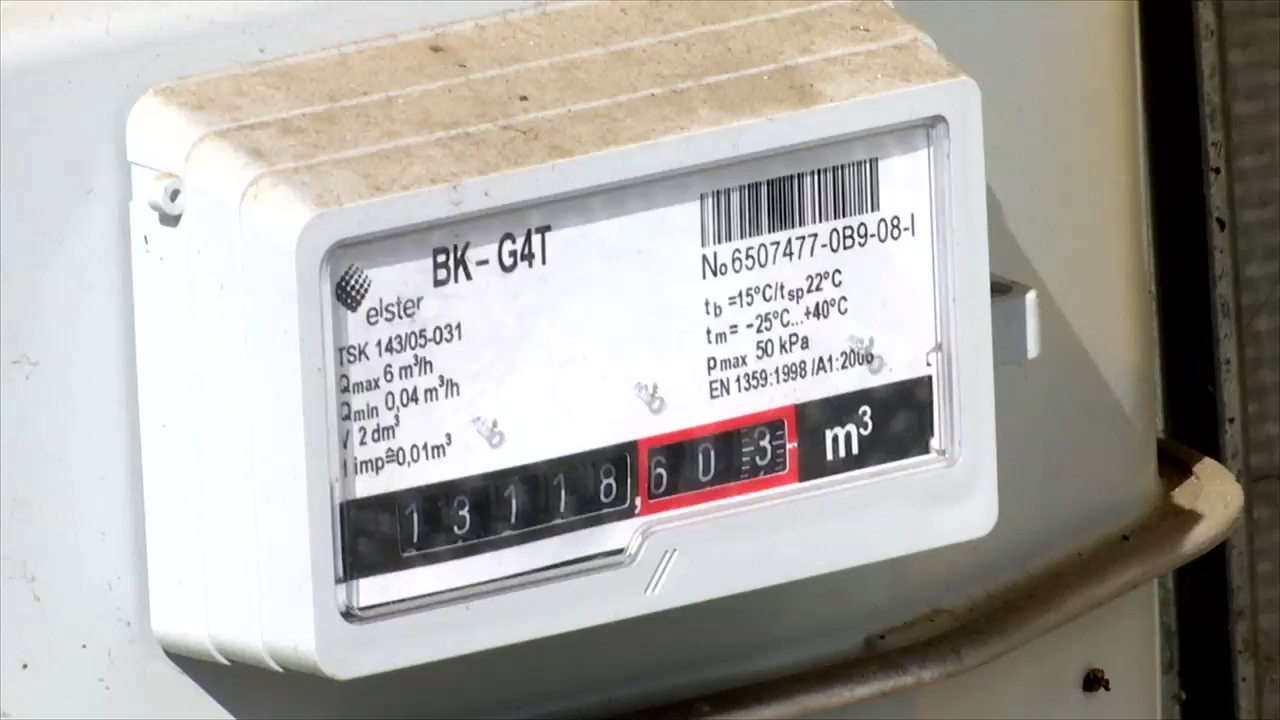 BK-G4T
elster
TSK 143/05-031
Qmax 6 m³/h
Qmin 0,04 m³/h
V 2 dm³
1 imp≙0,01m³
№6507477-0B9-08-I
tb =15°C/tsp22°C
tm= -25°C...+40°C
pmax 50 kPa
EN 1359:1998 /A1:2006
13118,603 m³